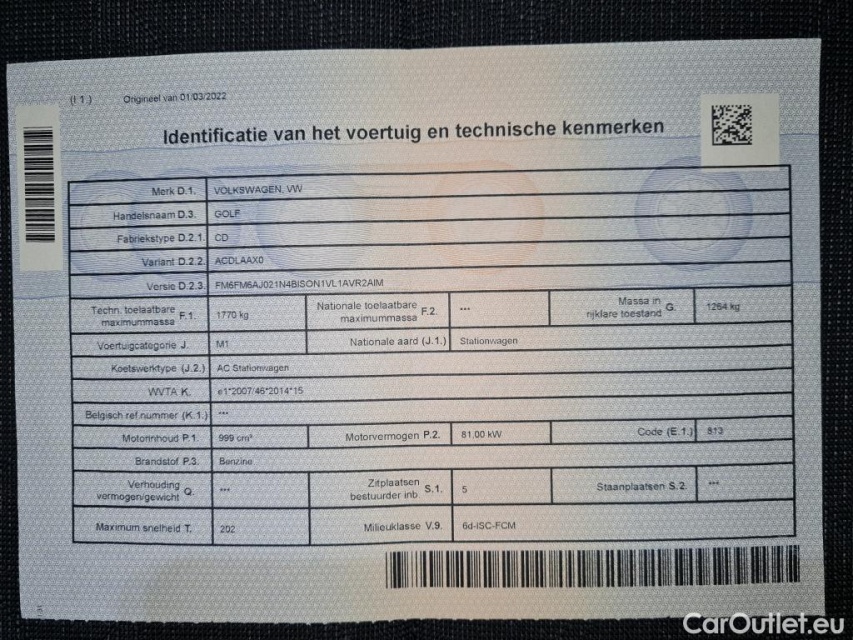 (I 1.) Origineel van 01/03/2022
Identificatie van het voertuig en technische kenmerken
Merk D.1. VOLKSWAGEN, VW
Handelsnaam D.3. GOLF
Fabriekstype D.2.1. CD
Variant D.2.2. ACDLAAX0
Versie D.2.3. FM6FM6AJ021N4BISON1VL1AVR2AIM
Techn. toelaatbare maximummassa F.1. 1770 kg Nationale toelaatbare maximummassa F.2. *** Massa in rijklare toestand G. 1264 kg
Voertuigcategorie J. M1 Nationale aard (J.1.) Stationwagen
Koetswerktype (J.2.) AC Stationwagen
WVTA K. e1*2007/46*2014*15
Belgisch ref nummer (K.1.) ***
Motorinhoud P.1. 999 cm³ Motorvermogen P.2. 81.00 kW Code (E.1.) 813
Brandstof P.3. Benzine
Verhouding vermogen/gewicht Q. *** Zitplaatsen bestuurder inb. S.1. 5 Staanplaatsen S.2. ***
Maximum snelheid T. 202 Milieuklasse V.9. 6d-ISC-FCM
CarOutlet.eu